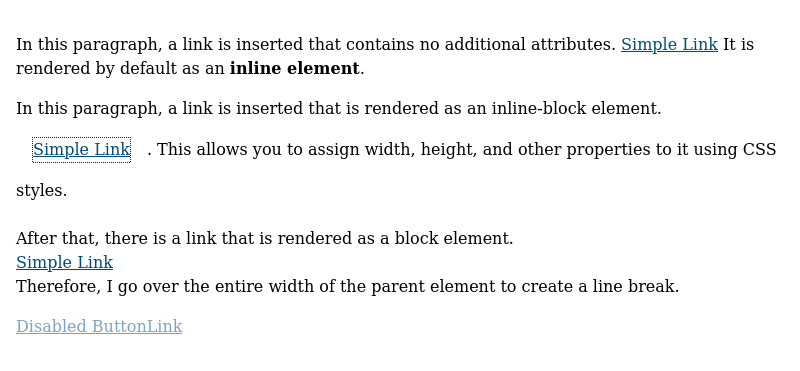 In this paragraph, a link is inserted that contains no additional attributes. Simple Link It is
rendered by default as an inline element.
In this paragraph, a link is inserted that is rendered as an inline-block element.
Simple Link . This allows you to assign width, height, and other properties to it using CSS
styles.
After that, there is a link that is rendered as a block element.
Simple Link
Therefore, I go over the entire width of the parent element to create a line break.
Disabled ButtonLink